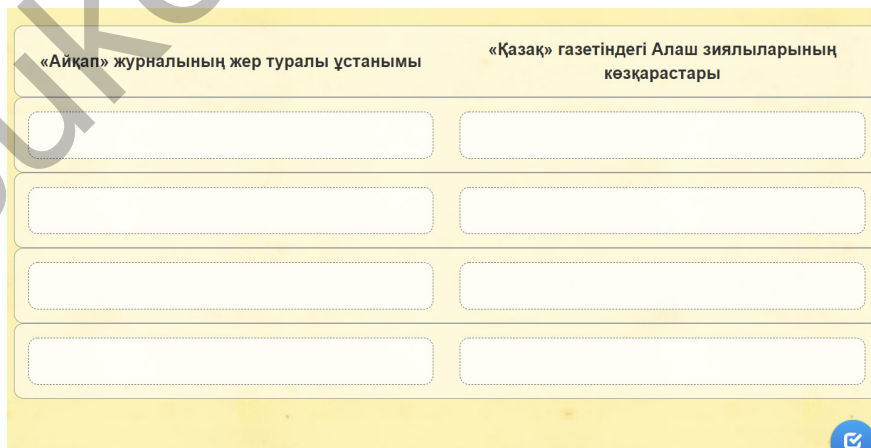 «Айқап» журналының жер туралы ұстанымы
«Қазақ» газетіндегі Алаш зиялыларының
көзқарастары